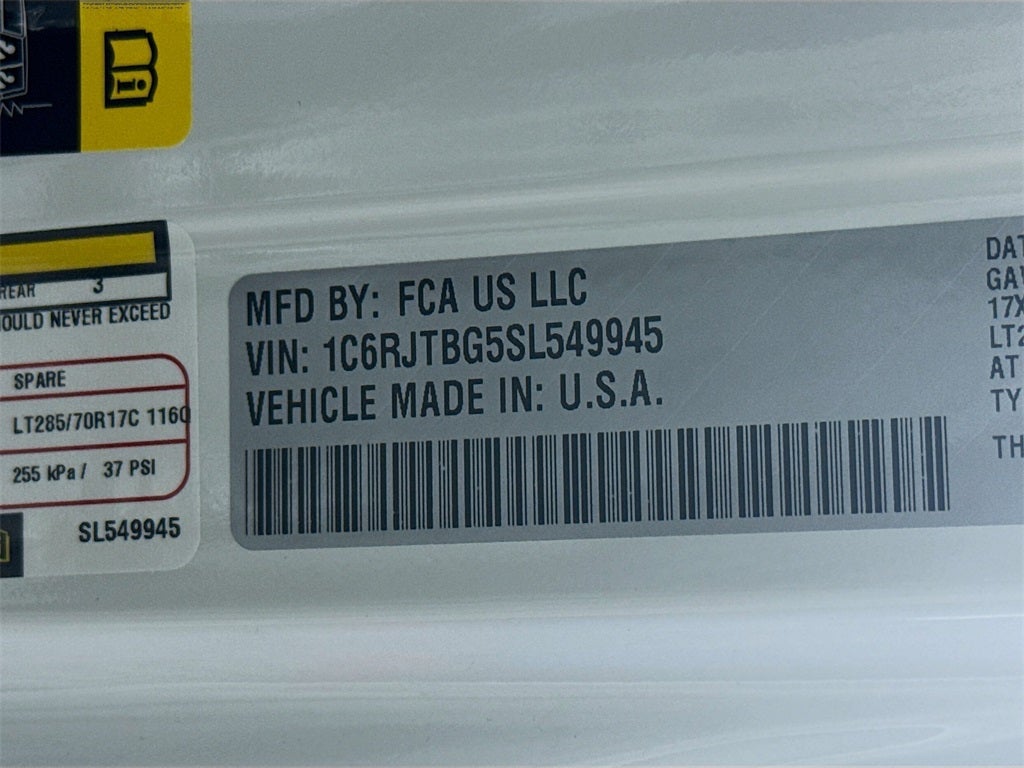 REAR 3
OULD NEVER EXCEED
SPARE
LT285/70R17C 116Q
255 kPa / 37 PSI
SL549945
MFD BY: FCA US LLC
VIN: 1C6RJTBG5SL549945
VEHICLE MADE IN: U.S.A.
DAT
GAW
17X
LT2
AT
TY
TH